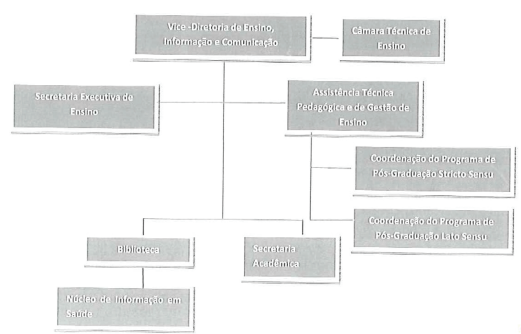 Vice-Diretoria de Ensino,
Informação e Comunicação
Câmara Técnica de
Ensino
Secretaria Executiva de
Ensino
Assistência Técnica
Pedagógica e de Gestão de
Ensino
Coordenação do Programa de
Pós-Graduação Stricto Sensu
Coordenação do Programa de
Pós-Graduação Lato Sensu
Biblioteca
Secretaria
Acadêmica
Núcleo de Informação em
Saúde